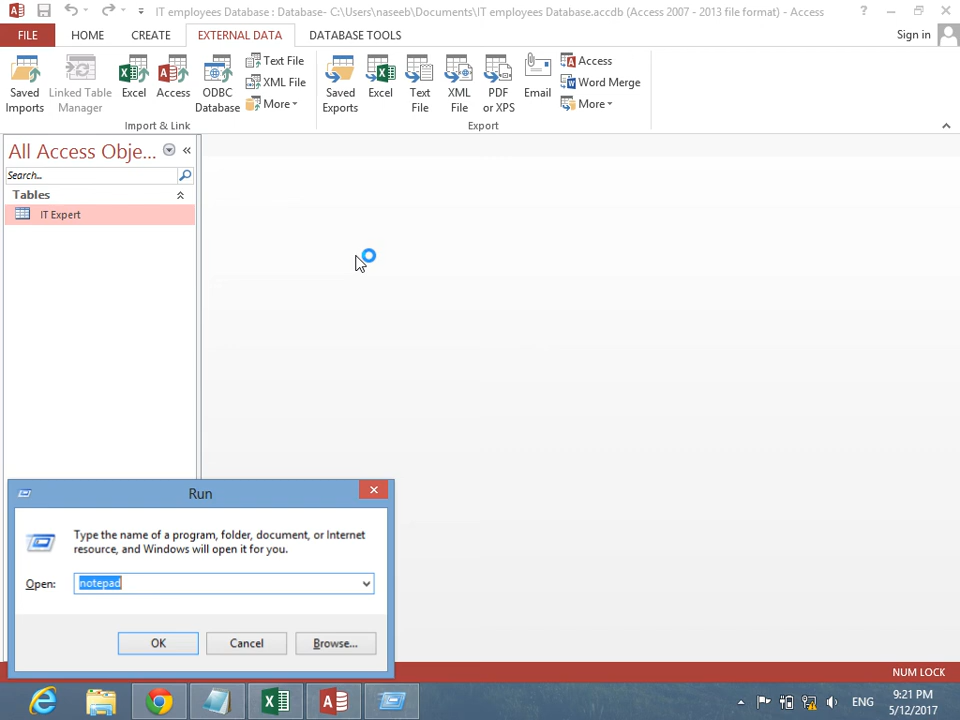 IT employees Database : Database- C:\Users\naseeb\Documents\IT employees Database.accdb (Access 2007 - 2013 file format) - Access
?
FILE HOME CREATE EXTERNAL DATA DATABASE TOOLS Sign in
Saved Imports
Linked Table Manager
Excel
Access
ODBC Database
Text File
XML File
More
Import & Link
Saved Exports
Excel
Text File
XML File
PDF or XPS
Email
Access
Word Merge
More
Export
All Access Obje... «
Search...
Tables
IT Expert
Run
Type the name of a program, folder, document, or Internet
resource, and Windows will open it for you.
Open: notepad
OK Cancel Browse...
NUM LOCK
ENG
9:21 PM
5/12/2017